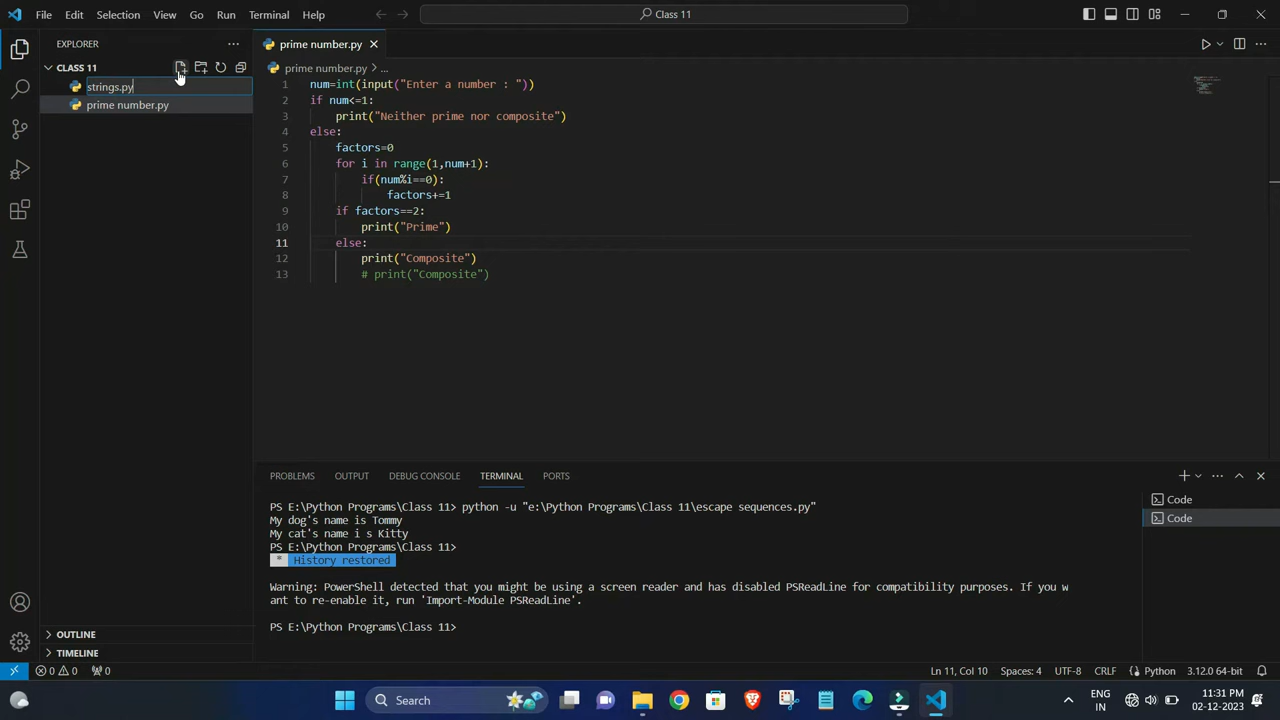 File Edit Selection View Go Run Terminal Help
Class 11
EXPLORER
CLASS 11
strings.py
prime number.py
prime number.py
prime number.py > ...
1 num=int(input("Enter a number : "))
2 if num<=1:
3 print("Neither prime nor composite")
4 else:
5 factors=0
6 for i in range(1,num+1):
7 if(num%i==0):
8 factors+=1
9 if factors==2:
10 print("Prime")
11 else:
12 print("Composite")
13 # print("Composite")
PROBLEMS OUTPUT DEBUG CONSOLE TERMINAL PORTS
PS E:\Python Programs\Class 11> python -u "e:\Python Programs\Class 11\escape sequences.py"
My dog's name is Tommy
My cat's name i s Kitty
PS E:\Python Programs\Class 11>
* History restored
Warning: PowerShell detected that you might be using a screen reader and has disabled PSReadLine for compatibility purposes. If you w
ant to re-enable it, run 'Import-Module PSReadLine'.
PS E:\Python Programs\Class 11>
Code
Code
OUTLINE
TIMELINE
0 0 0
Ln 11, Col 10 Spaces: 4 UTF-8 CRLF Python 3.12.0 64-bit
Search
ENG
IN
11:31 PM
02-12-2023